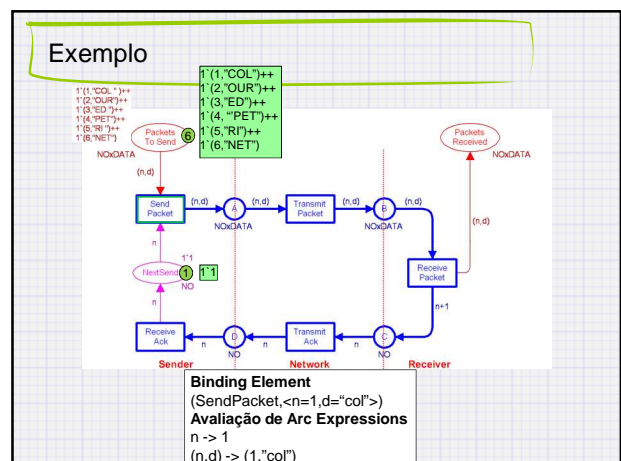 Exemplo
1`(1,"COL")++
1`(2,"OUR")++
1`(3,"ED")++
1`(4, “”PET”)++
1`(5,"RI")++
1`(6,"NET")
1`(1,"COL " )++
1`(2,"OUR")++
1`(3,"ED ")++
1`(4,"PET")++
1`(5,"RI ")++
1`(6,"NET")
Packets
To Send
6
NOxDATA
Packets
Received
NOxDATA
(n,d)
Send
Packet
(n,d)
A
NOxDATA
(n,d)
Transmit
Packet
(n,d)
B
NOxDATA
(n,d)
(n,d)
n
1`1
NextSend
1
1`1
NO
n
Receive
Packet
n+1
Receive
Ack
n
D
NO
n
Transmit
Ack
n
C
NO
Sender
Network
Receiver
Binding Element
(SendPacket,<n=1,d=“col”>)
Avaliação de Arc Expressions
n -> 1
(n,d) -> (1,”col”)